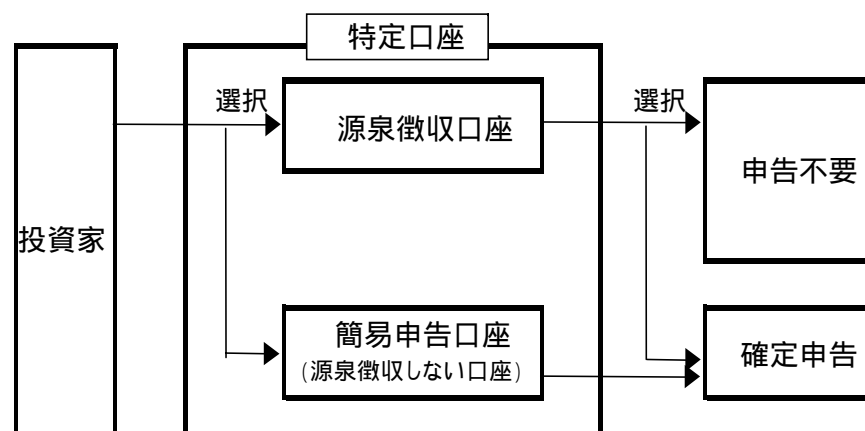 特定口座
選択
選択
源泉徴収口座
申告不要
投資家
簡易申告口座
(源泉徴収しない口座)
確定申告